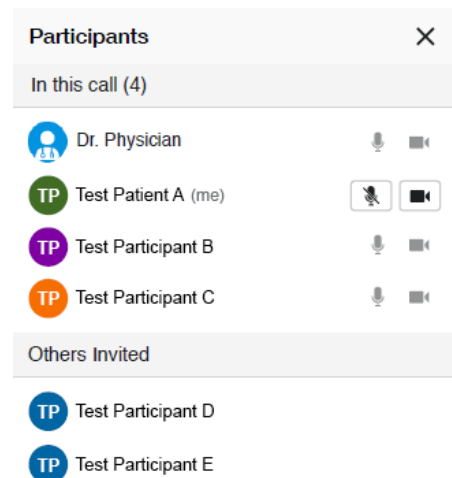 Participants
In this call (4)
Dr. Physician
TP Test Patient A (me)
TP Test Participant B
TP Test Participant C
Others Invited
TP Test Participant D
TP Test Participant E